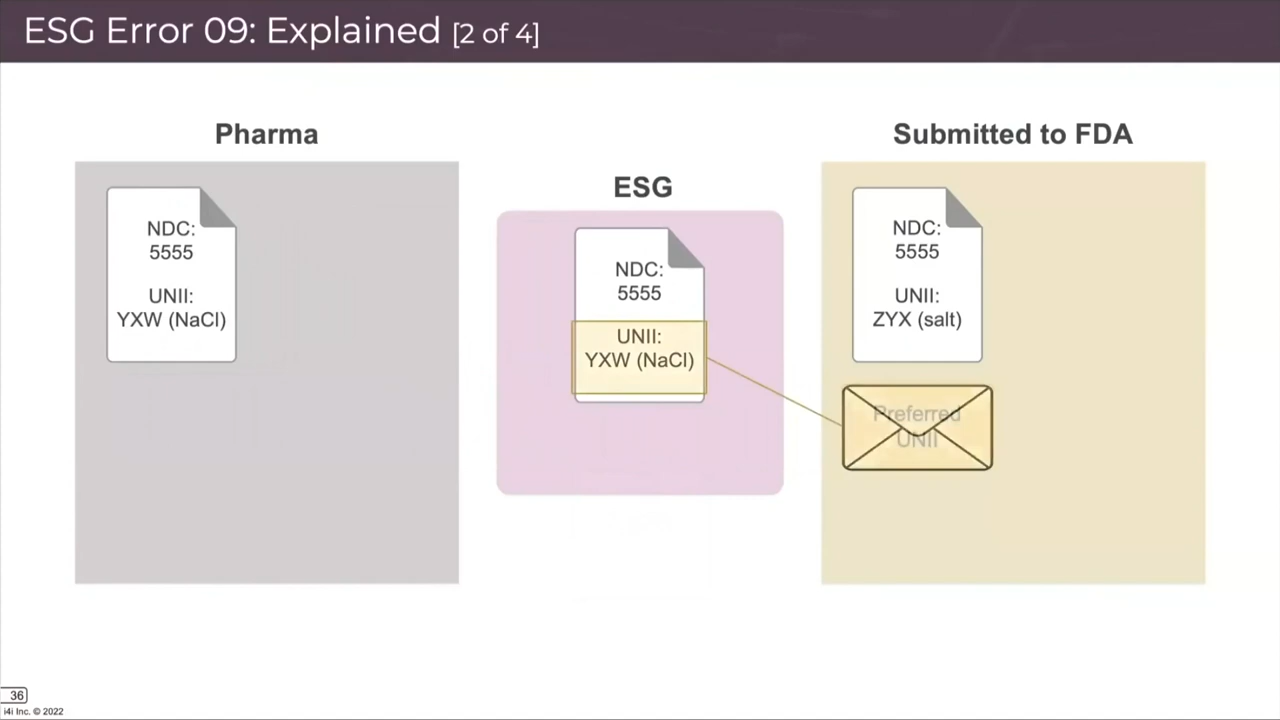 ESG Error 09: Explained [2 of 4]
Pharma
NDC:
5555
UNII:
YXW (NaCl)
ESG
NDC:
5555
UNII:
YXW (NaCl)
Submitted to FDA
NDC:
5555
UNII:
ZYX (salt)
Preferred
UNII
36
i4i Inc. © 2022